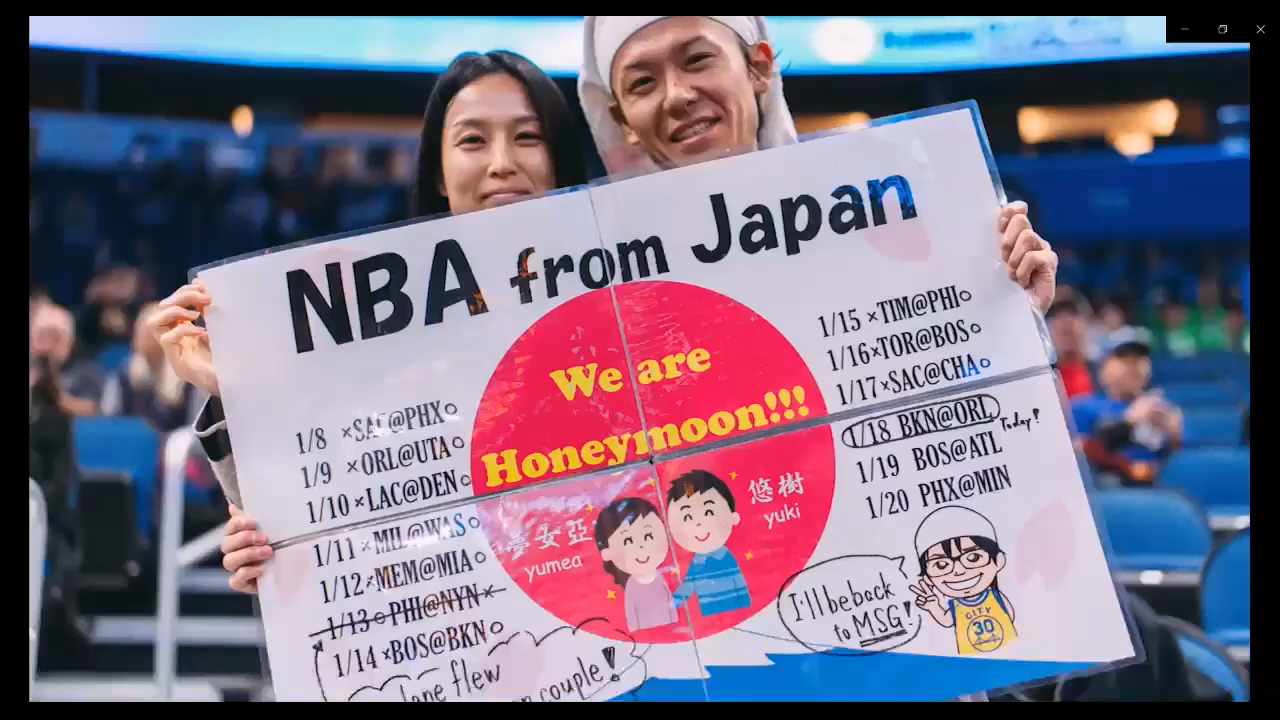 NBA from Japan
We are
Honeymoon!!!
1/8 ×SAC@PHX○
1/9 ×ORL@UTA○
1/10 ×LAC@DEN○
1/11 ×MIL@WAS○
1/12 ×MEM@MIA○
1/13 ○PHI@NYN×
1/14 ×BOS@BKN○
夢女亞
yumea
悠樹
yuki
1/15 ×TIM@PHI○
1/16 ×TOR@BOS○
1/17 ×SAC@CHA○
1/18 BKN@ORL
Today!
1/19 BOS@ATL
1/20 PHX@MIN
I'll be back
to MSG!
CITY
30
flew
couple!